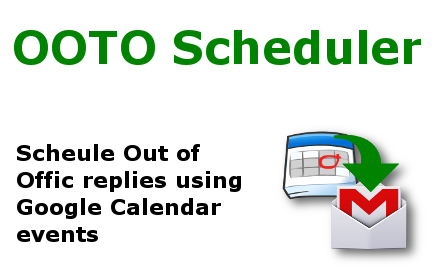 OOTO Scheduler
Scheule Out of
Offic replies using
Google Calendar
events